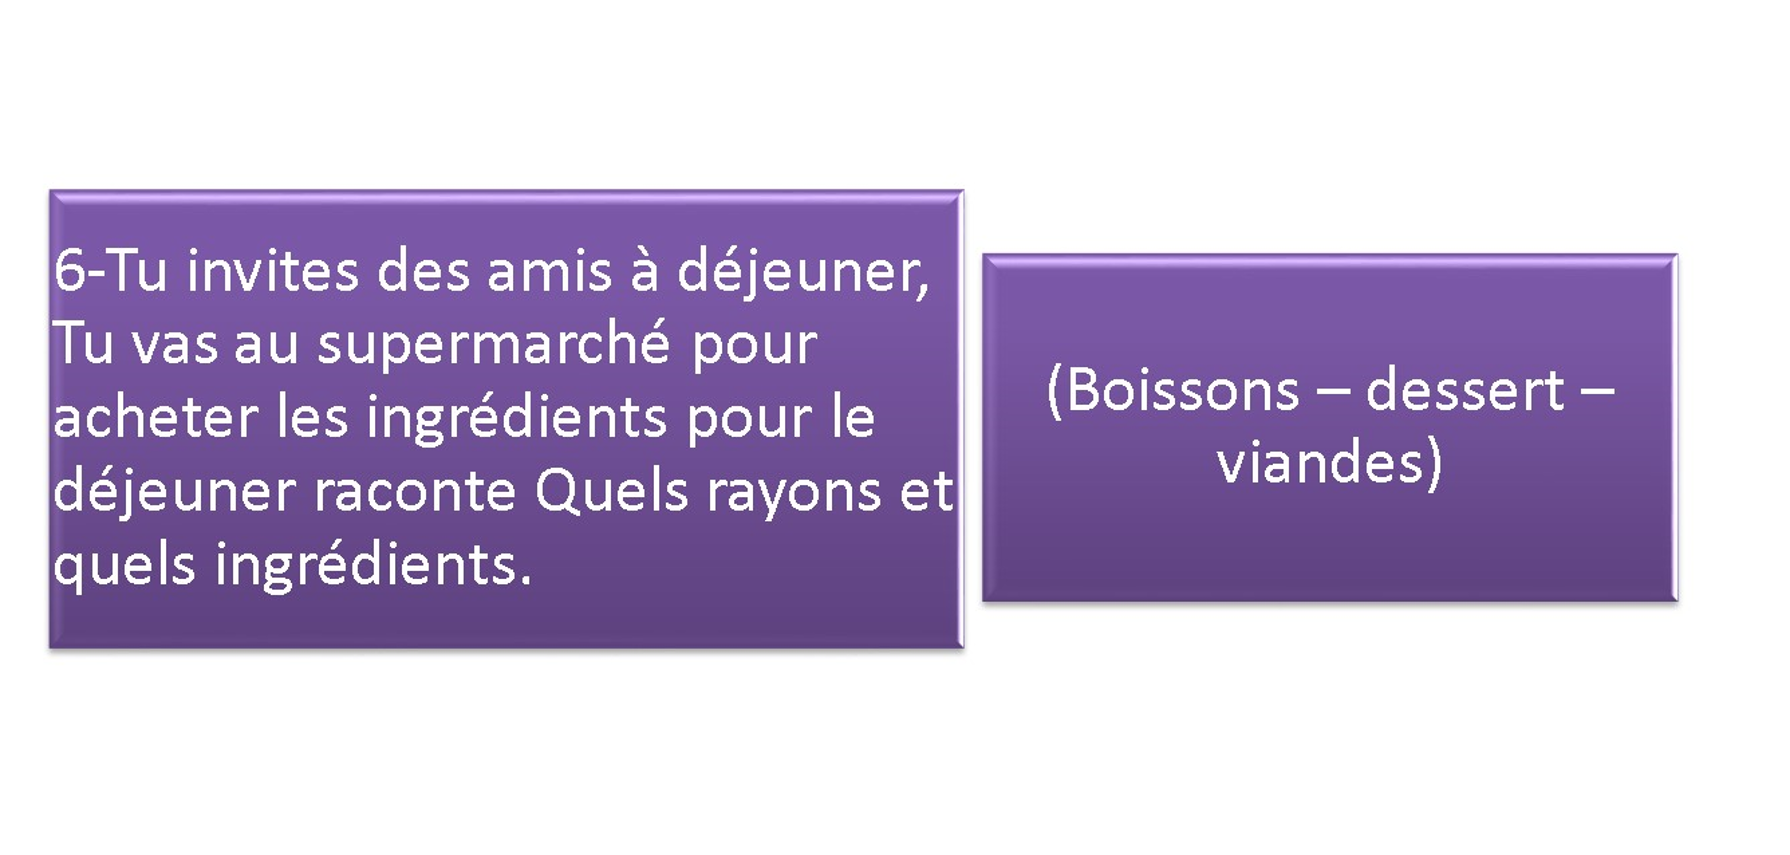 6-Tu invites des amis à déjeuner,
Tu vas au supermarché pour
acheter les ingrédients pour le
déjeuner raconte Quels rayons et
quels ingrédients.
(Boissons – dessert –
viandes)